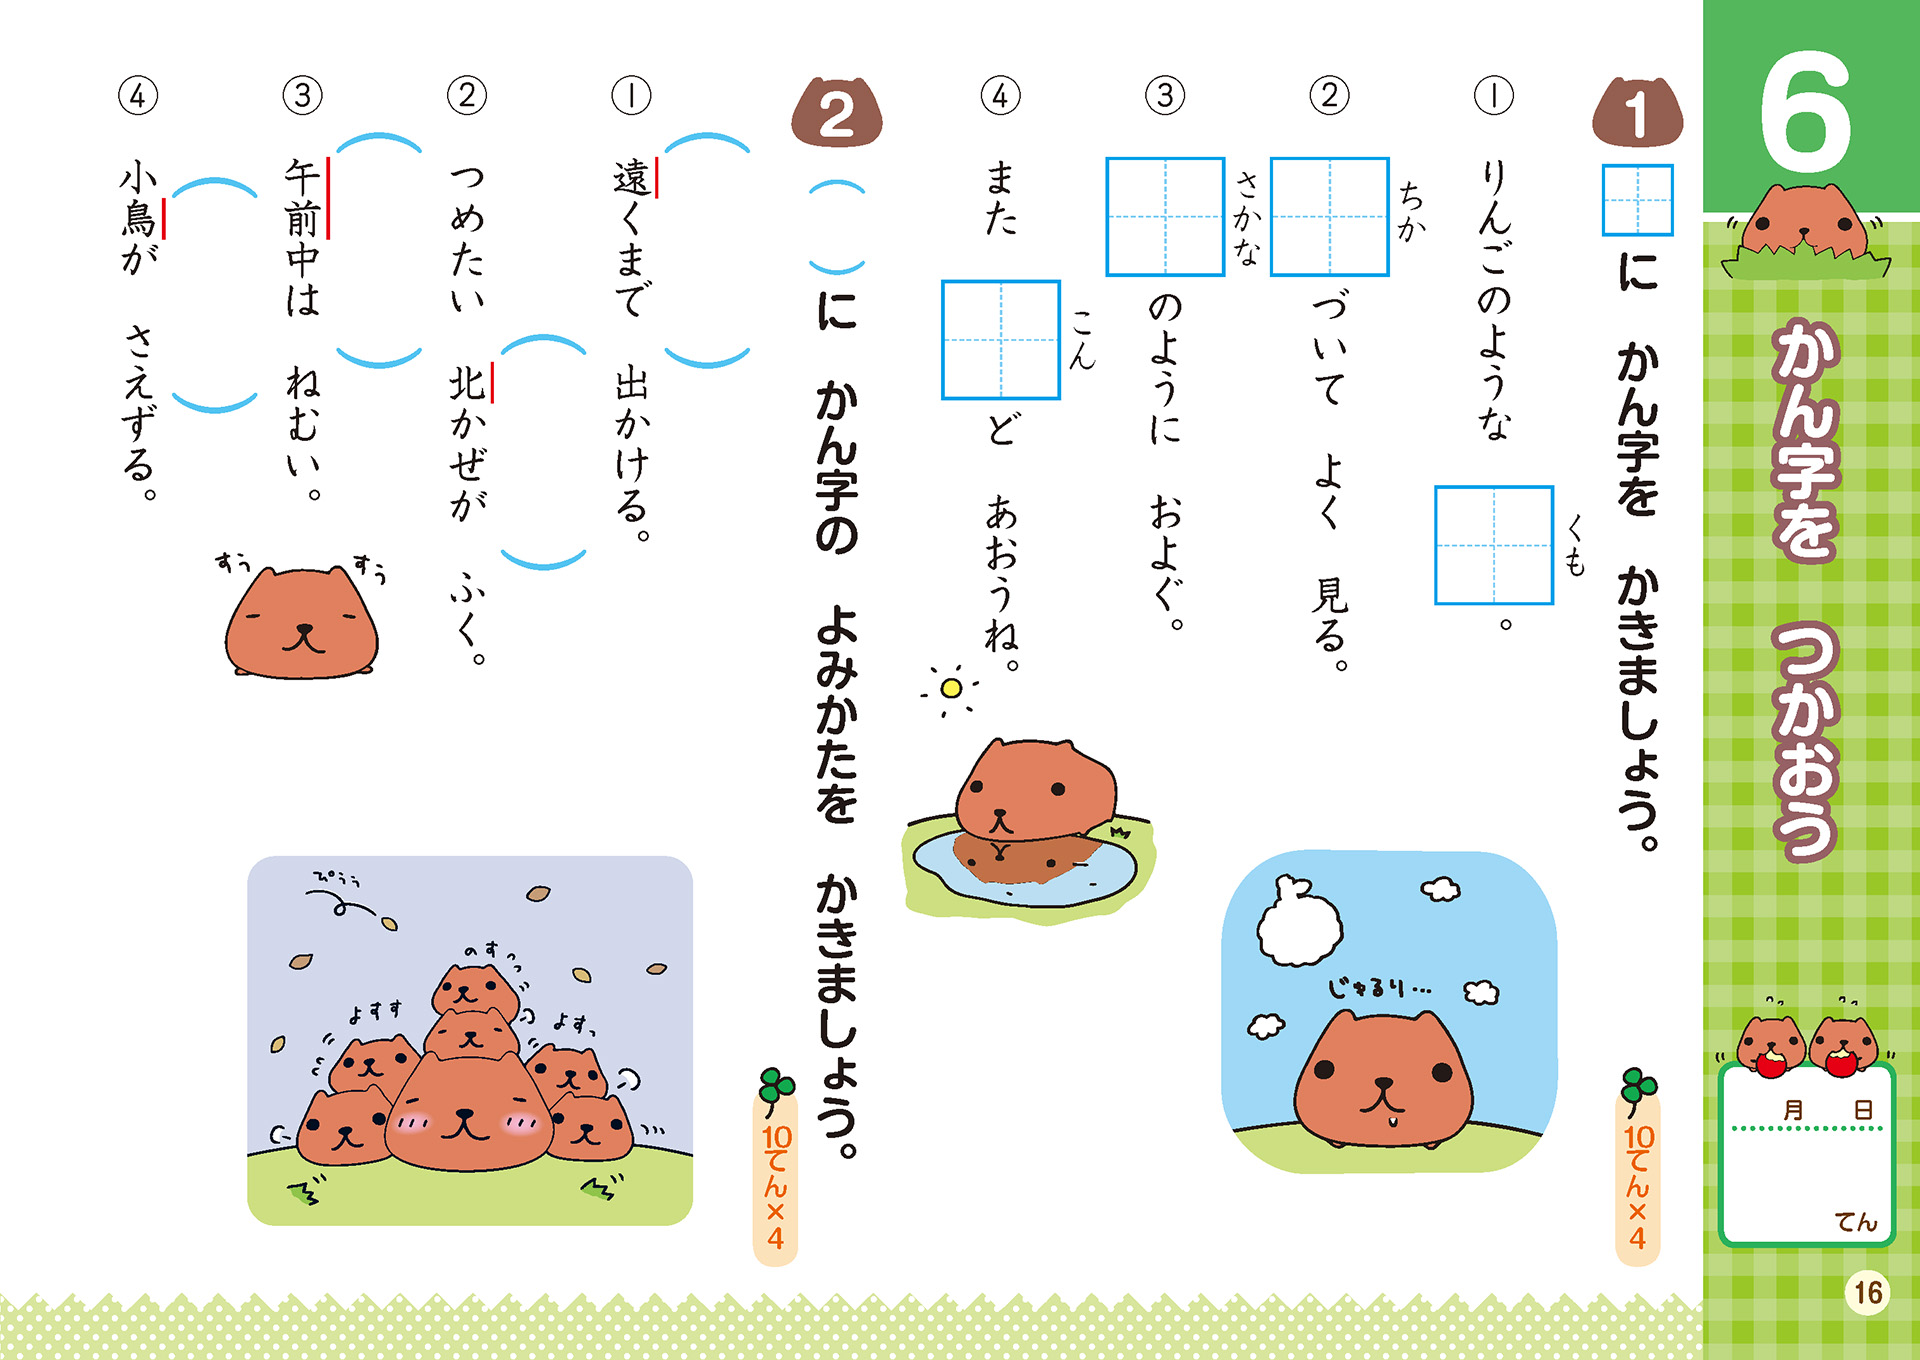 6
かん字を つかおう
月 日
てん
16
1 に かん字を かきましょう。
10てん×4
① りんごのような 。
くも
② づいて よく 見る。
ちか
③ のように およぐ。
さかな
④ また ど あおうね。
こん
じゅるり…
2 ( )に かん字の よみかたを かきましょう。
10てん×4
① 遠くまで 出かける。
② つめたい 北かぜが ふく。
③ 午前中は ねむい。
④ 小鳥が さえずる。
すう
すう
ぴうう
のすっっ
よすす
よすっ